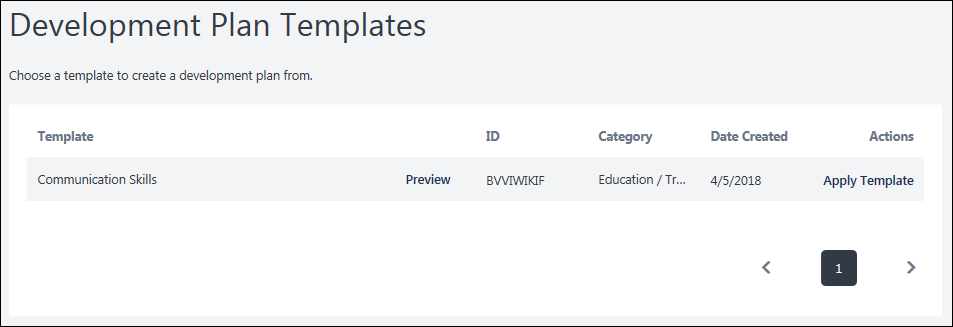 Development Plan Templates
Choose a template to create a development plan from.
Template ID Category Date Created Actions
Communication Skills Preview BVVIWIKIF Education / Tr... 4/5/2018 Apply Template
1